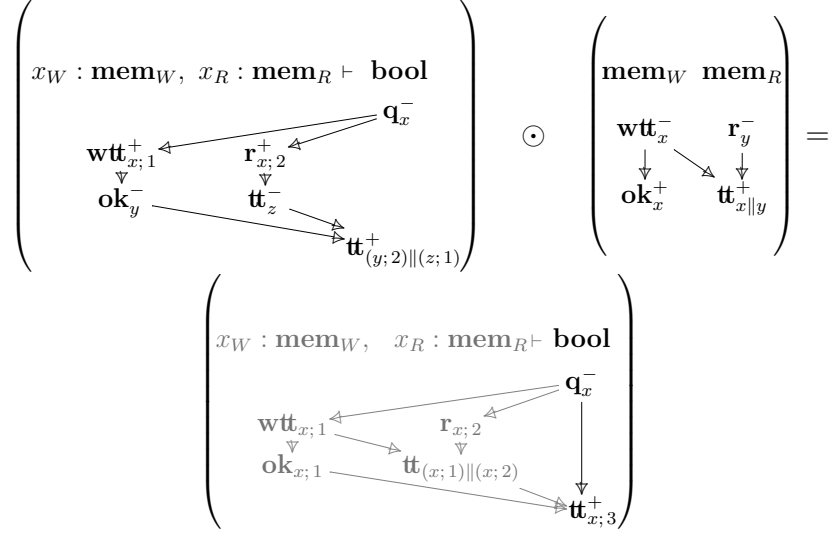 x_W : mem_W, x_R : mem_R ⊢ bool
q_x^-
wtt_{x;1}^+ r_{x;2}^+
ok_y^- tt_z^-
tt_{(y;2)∥(z;1)}^+
⊙
mem_W mem_R
wtt_x^- r_y^-
ok_x^+ tt_{x∥y}^+
=
x_W : mem_W, x_R : mem_R ⊢ bool
q_x^-
wtt_{x;1} r_{x;2}
ok_{x;1} tt_{(x;1)∥(x;2)}
tt_{x;3}^+